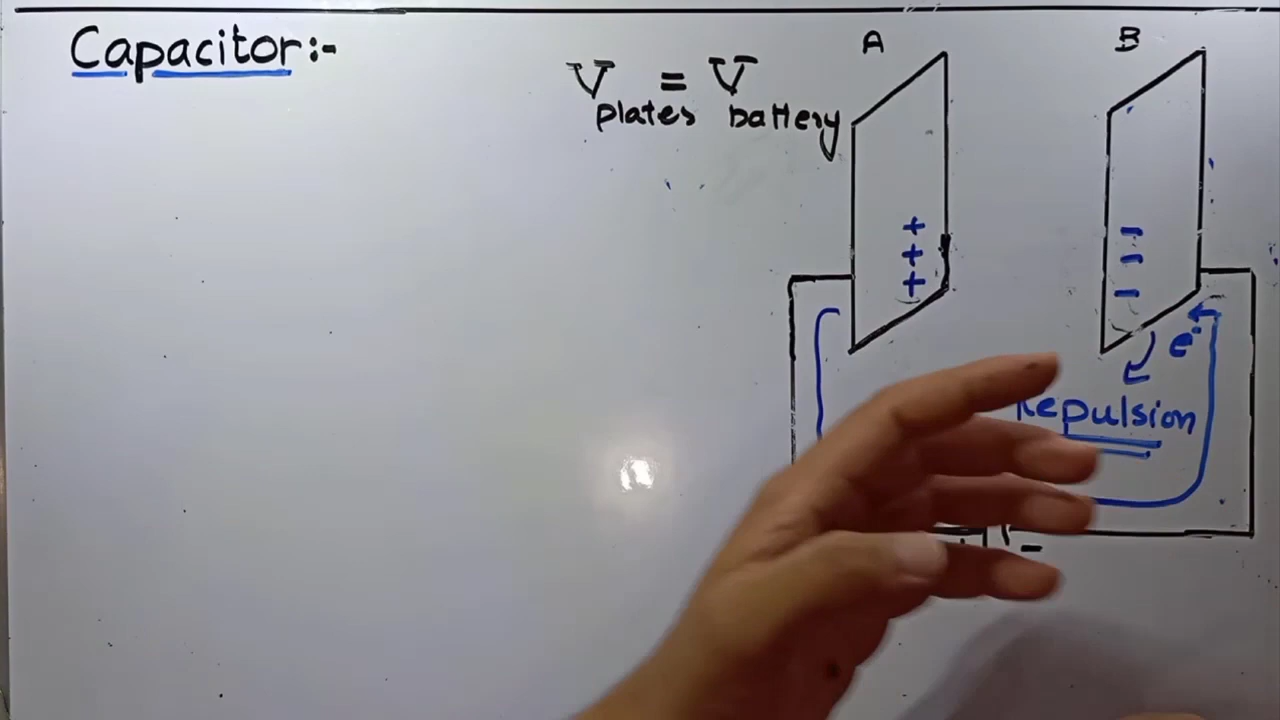 Capacitor:-
V = V
plates battery
A
B
+
+
+
-
-
-
e-
Repulsion
-